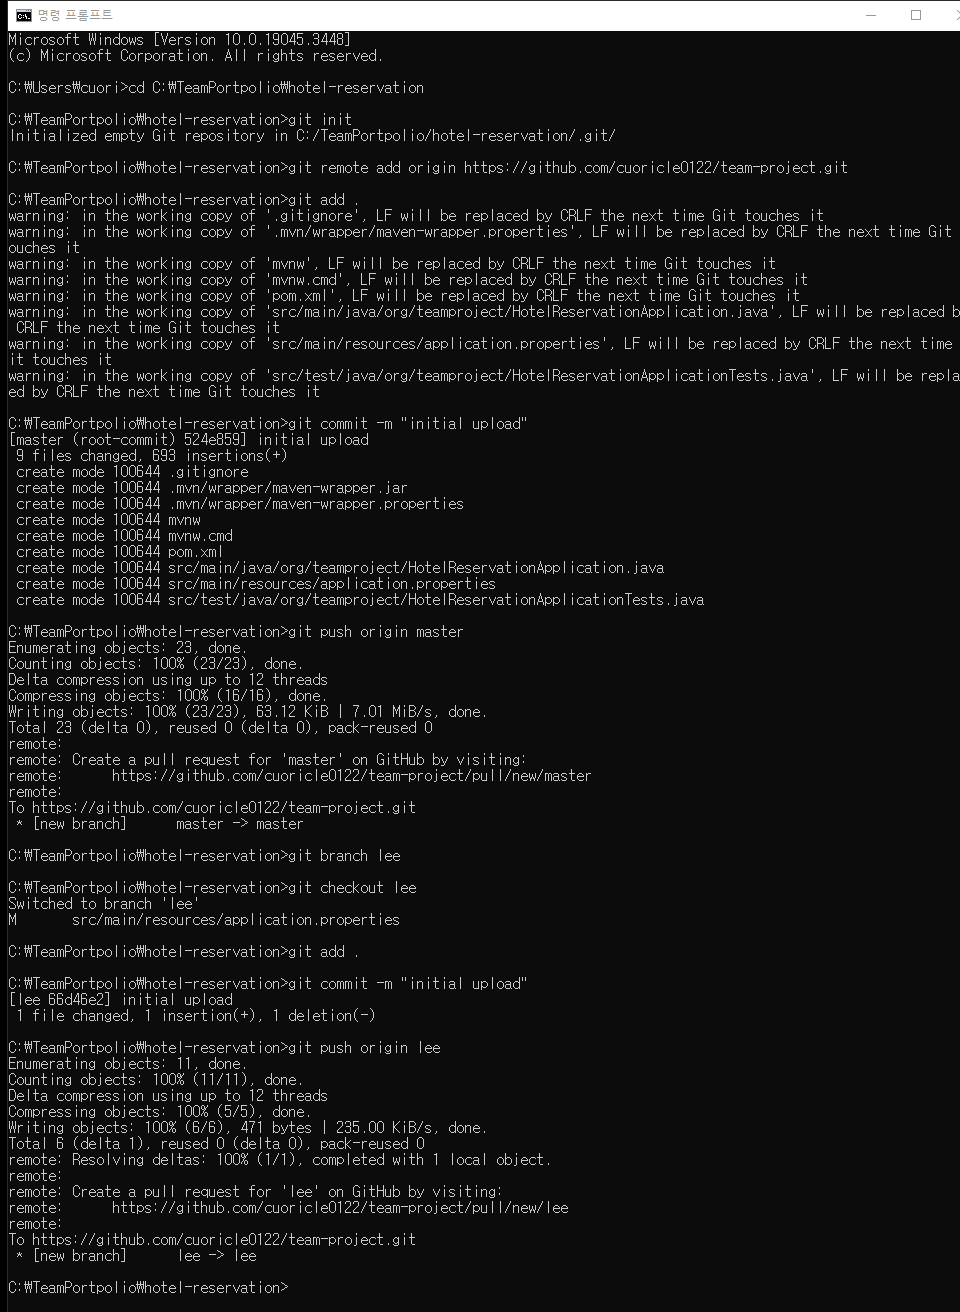 명령 프롬프트
Microsoft Windows [Version 10.0.19045.3448]
(c) Microsoft Corporation. All rights reserved.
C:₩Users₩cuori>cd C:₩TeamPortpolio₩hotel-reservation
C:₩TeamPortpolio₩hotel-reservation>git init
Initialized empty Git repository in C:/TeamPortpolio/hotel-reservation/.git/
C:₩TeamPortpolio₩hotel-reservation>git remote add origin https://github.com/cuoricle0122/team-project.git
C:₩TeamPortpolio₩hotel-reservation>git add .
warning: in the working copy of '.gitignore', LF will be replaced by CRLF the next time Git touches it
warning: in the working copy of '.mvn/wrapper/maven-wrapper.properties', LF will be replaced by CRLF the next time Git
ouches it
warning: in the working copy of 'mvnw', LF will be replaced by CRLF the next time Git touches it
warning: in the working copy of 'mvnw.cmd', LF will be replaced by CRLF the next time Git touches it
warning: in the working copy of 'pom.xml', LF will be replaced by CRLF the next time Git touches it
warning: in the working copy of 'src/main/java/org/teamproject/HotelReservationApplication.java', LF will be replaced b
 CRLF the next time Git touches it
warning: in the working copy of 'src/main/resources/application.properties', LF will be replaced by CRLF the next time
it touches it
warning: in the working copy of 'src/test/java/org/teamproject/HotelReservationApplicationTests.java', LF will be repla
ed by CRLF the next time Git touches it
C:₩TeamPortpolio₩hotel-reservation>git commit -m "initial upload"
[master (root-commit) 524e859] initial upload
 9 files changed, 693 insertions(+)
 create mode 100644 .gitignore
 create mode 100644 .mvn/wrapper/maven-wrapper.jar
 create mode 100644 .mvn/wrapper/maven-wrapper.properties
 create mode 100644 mvnw
 create mode 100644 mvnw.cmd
 create mode 100644 pom.xml
 create mode 100644 src/main/java/org/teamproject/HotelReservationApplication.java
 create mode 100644 src/main/resources/application.properties
 create mode 100644 src/test/java/org/teamproject/HotelReservationApplicationTests.java
C:₩TeamPortpolio₩hotel-reservation>git push origin master
Enumerating objects: 23, done.
Counting objects: 100% (23/23), done.
Delta compression using up to 12 threads
Compressing objects: 100% (16/16), done.
Writing objects: 100% (23/23), 63.12 KiB | 7.01 MiB/s, done.
Total 23 (delta 0), reused 0 (delta 0), pack-reused 0
remote:
remote: Create a pull request for 'master' on GitHub by visiting:
remote:      https://github.com/cuoricle0122/team-project/pull/new/master
remote:
To https://github.com/cuoricle0122/team-project.git
 * [new branch]      master -> master
C:₩TeamPortpolio₩hotel-reservation>git branch lee
C:₩TeamPortpolio₩hotel-reservation>git checkout lee
Switched to branch 'lee'
M       src/main/resources/application.properties
C:₩TeamPortpolio₩hotel-reservation>git add .
C:₩TeamPortpolio₩hotel-reservation>git commit -m "initial upload"
[lee 66d46e2] initial upload
 1 file changed, 1 insertion(+), 1 deletion(-)
C:₩TeamPortpolio₩hotel-reservation>git push origin lee
Enumerating objects: 11, done.
Counting objects: 100% (11/11), done.
Delta compression using up to 12 threads
Compressing objects: 100% (5/5), done.
Writing objects: 100% (6/6), 471 bytes | 235.00 KiB/s, done.
Total 6 (delta 1), reused 0 (delta 0), pack-reused 0
remote: Resolving deltas: 100% (1/1), completed with 1 local object.
remote:
remote: Create a pull request for 'lee' on GitHub by visiting:
remote:      https://github.com/cuoricle0122/team-project/pull/new/lee
remote:
To https://github.com/cuoricle0122/team-project.git
 * [new branch]      lee -> lee
C:₩TeamPortpolio₩hotel-reservation>